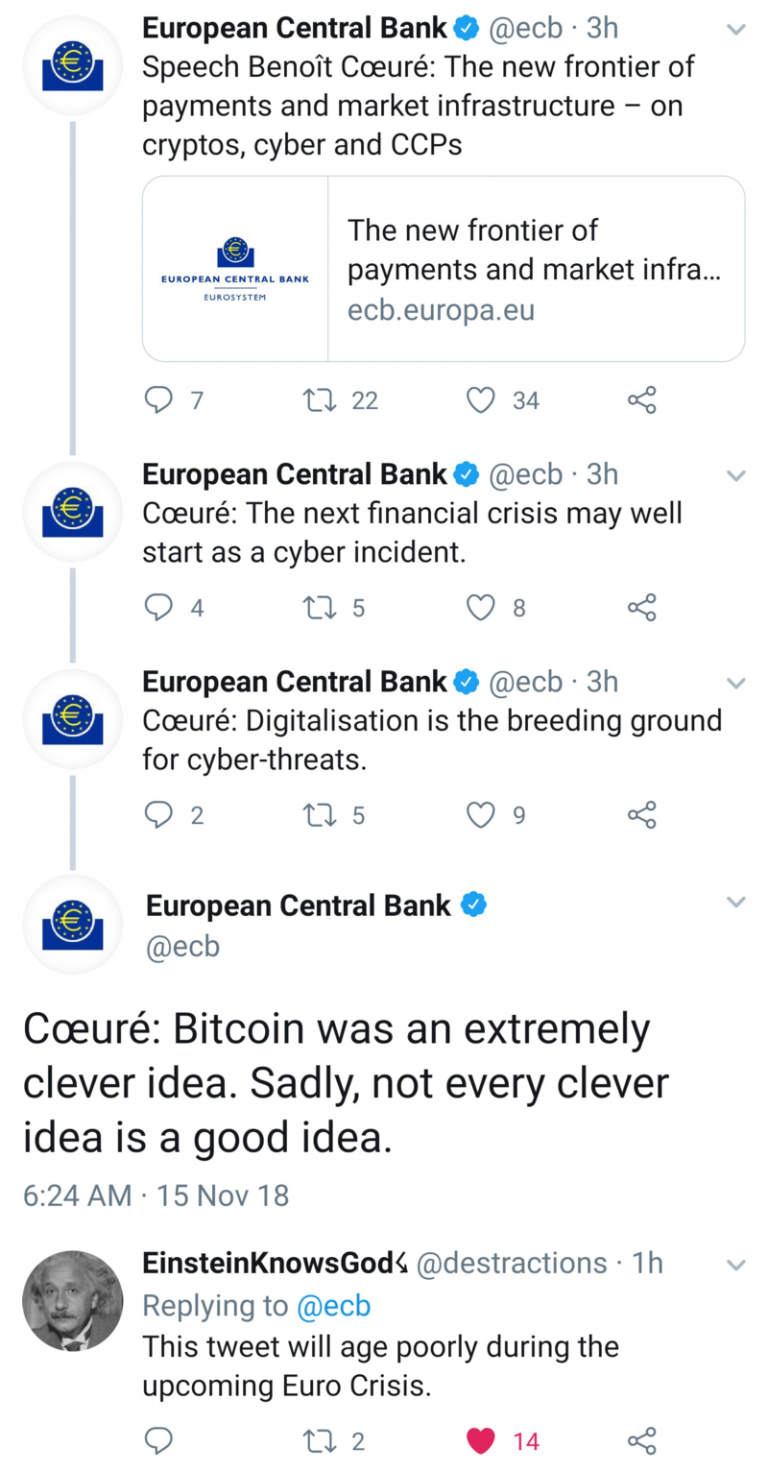 European Central Bank @ecb · 3h
Speech Benoît Cœuré: The new frontier of
payments and market infrastructure – on
cryptos, cyber and CCPs
EUROPEAN CENTRAL BANK
EUROSYSTEM
The new frontier of
payments and market infra...
ecb.europa.eu
7 22 34
European Central Bank @ecb · 3h
Cœuré: The next financial crisis may well
start as a cyber incident.
4 5 8
European Central Bank @ecb · 3h
Cœuré: Digitalisation is the breeding ground
for cyber-threats.
2 5 9
European Central Bank
@ecb
Cœuré: Bitcoin was an extremely
clever idea. Sadly, not every clever
idea is a good idea.
6:24 AM · 15 Nov 18
EinsteinKnowsGod @destractions · 1h
Replying to @ecb
This tweet will age poorly during the
upcoming Euro Crisis.
2 14